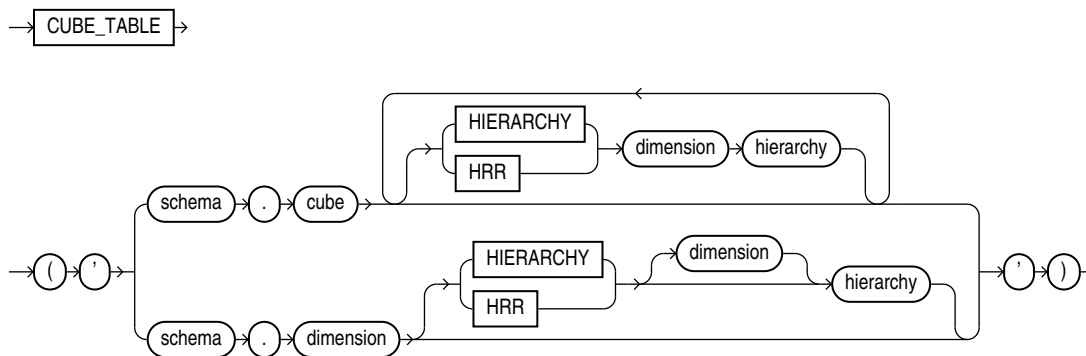 CUBE_TABLE
HIERARCHY
HRR dimension hierarchy
schema . cube
( ' HIERARCHY dimension hierarchy ' )
HRR
schema . dimension